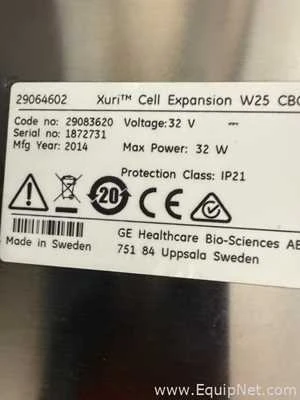 29064602 Xuri™ Cell Expansion W25 CBC
Code no: 29083620 Voltage: 32 V
Serial no: 1872731
Mfg Year: 2014 Max Power: 32 W
Protection Class: IP21
20 CE
Made in Sweden GE Healthcare Bio-Sciences AB
751 84 Uppsala Sweden
www.EquipNet.com